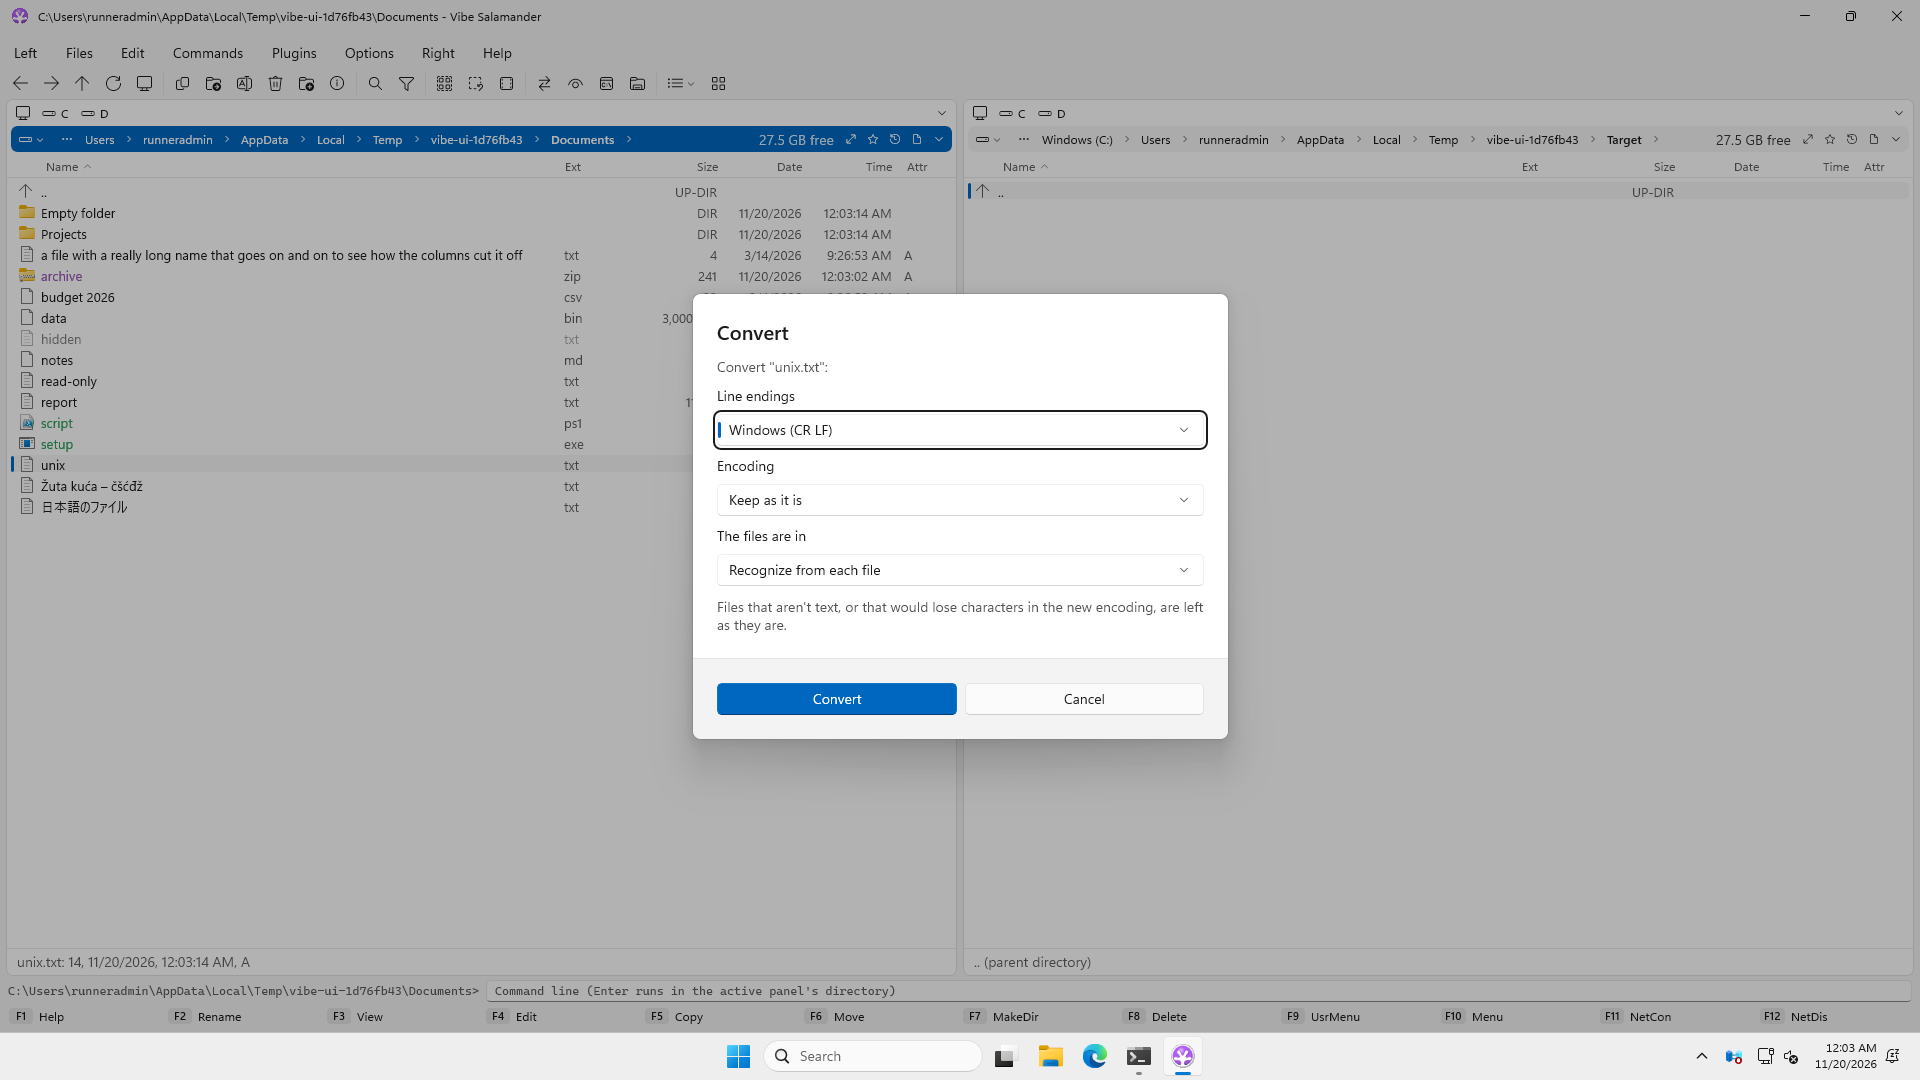 C:\Users\runneradmin\AppData\Local\Temp\vibe-ui-1d76fb43\Documents - Vibe Salamander
Left Files Edit Commands Plugins Options Right Help
C D
C D
Users runneradmin AppData Local Temp vibe-ui-1d76fb43 Documents 27.5 GB free
Windows (C:) Users runneradmin AppData Local Temp vibe-ui-1d76fb43 Target 27.5 GB free
Name Ext Size Date Time Attr
Name Ext Size Date Time Attr
.. UP-DIR
.. UP-DIR
Empty folder DIR 11/20/2026 12:03:14 AM
Projects DIR 11/20/2026 12:03:14 AM
a file with a really long name that goes on and on to see how the columns cut it off txt 4 3/14/2026 9:26:53 AM A
archive zip 241 11/20/2026 12:03:02 AM A
budget 2026 csv
data bin 3,000
hidden txt
notes md
read-only txt
report txt
script ps1
setup exe
unix txt
Žuta kuća – čšćđž txt
日本語のファイル txt
Convert
Convert "unix.txt":
Line endings
Windows (CR LF)
Encoding
Keep as it is
The files are in
Recognize from each file
Files that aren't text, or that would lose characters in the new encoding, are left
as they are.
Convert Cancel
unix.txt: 14, 11/20/2026, 12:03:14 AM, A
.. (parent directory)
C:\Users\runneradmin\AppData\Local\Temp\vibe-ui-1d76fb43\Documents> Command line (Enter runs in the active panel's directory)
F1 Help F2 Rename F3 View F4 Edit F5 Copy F6 Move F7 MakeDir F8 Delete F9 UsrMenu F10 Menu F11 NetCon F12 NetDis
Search
12:03 AM
11/20/2026